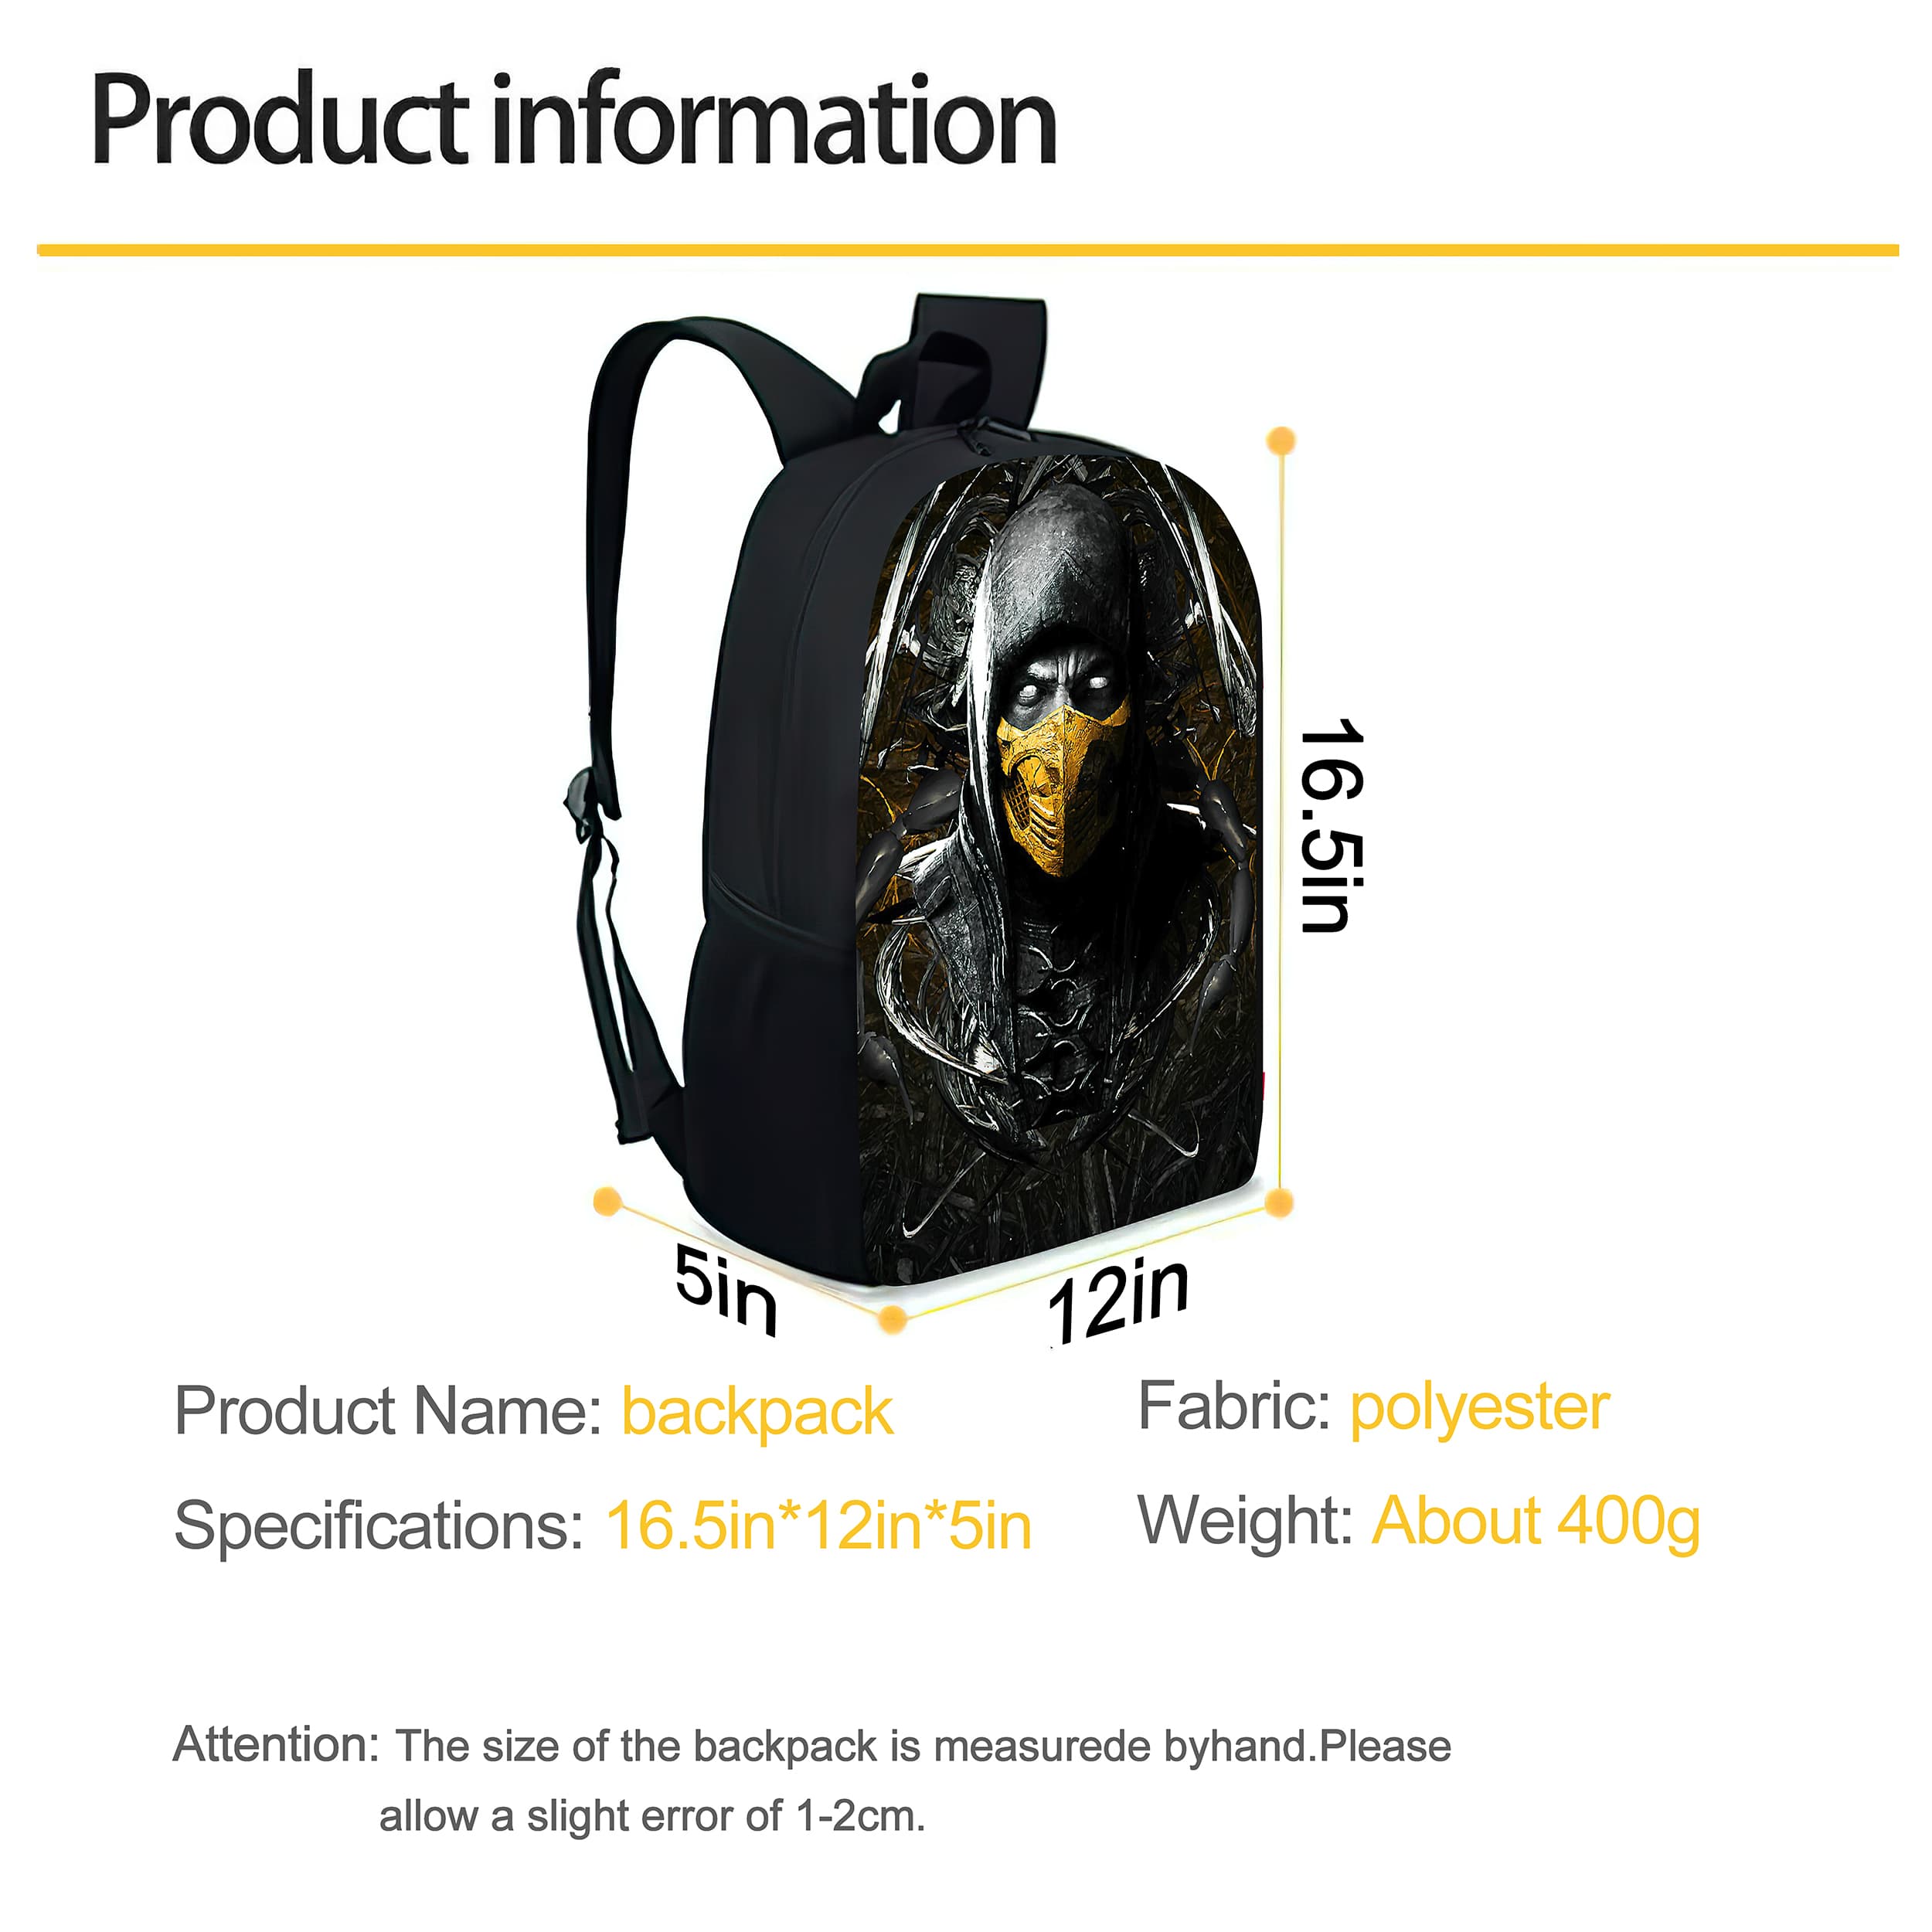 Product information
16.5in
5in
12in
Product Name: backpack
Fabric: polyester
Specifications: 16.5in*12in*5in
Weight: About 400g
Attention: The size of the backpack is measurede byhand.Please
allow a slight error of 1-2cm.